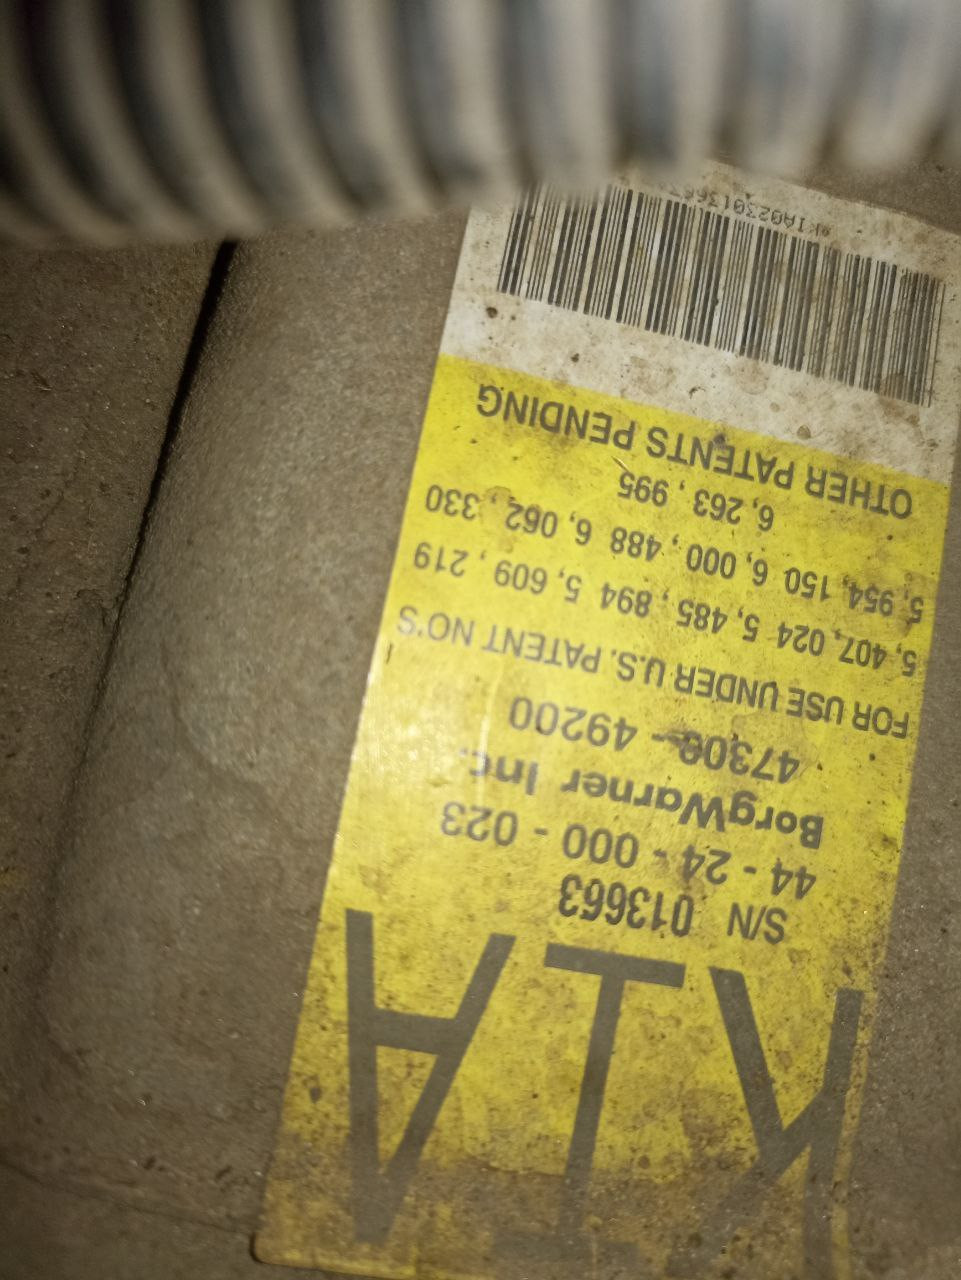 KIA
S/N 013663
44 - 24 - 000 - 023
BorgWarner Inc.
47300 - 49200
FOR USE UNDER U.S. PATENT NO'S
5, 407, 024 5, 485, 894 5, 609, 219
5, 954, 150 6, 000, 488 6, 062, 330
6, 263, 995
OTHER PATENTS PENDING